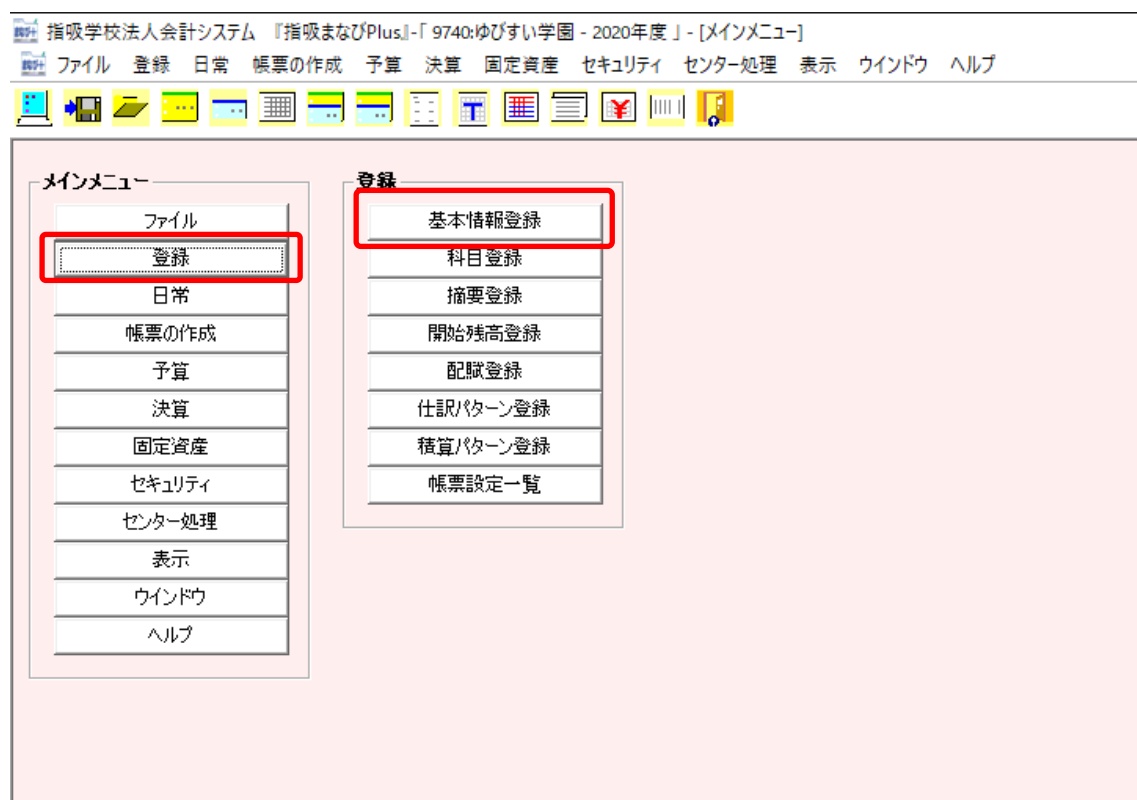 指吸学校法人会計システム 『指吸まなびPlus』-「 9740:ゆびすい学園 - 2020年度 」 - [メインメニュー]
ファイル 登録 日常 帳票の作成 予算 決算 固定資産 セキュリティ センター処理 表示 ウインドウ ヘルプ
メインメニュー
ファイル
登録
日常
帳票の作成
予算
決算
固定資産
セキュリティ
センター処理
表示
ウインドウ
ヘルプ
登録
基本情報登録
科目登録
摘要登録
開始残高登録
配賦登録
仕訳パターン登録
積算パターン登録
帳票設定一覧